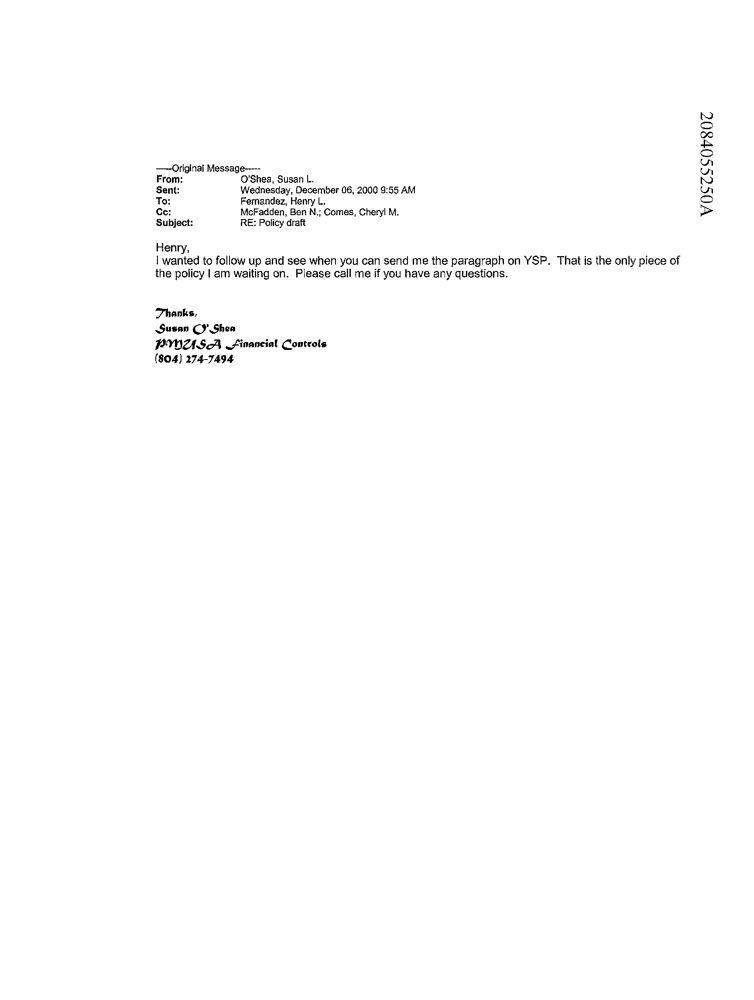 -----Original Message-----
From: O'Shea, Susan L.
Sent: Wednesday, December 06, 2000 9:55 AM
To: Fernandez, Henry L.
Cc: McFadden, Ben N.; Comes, Cheryl M.
Subject: RE: Policy draft
Henry,
I wanted to follow up and see when you can send me the paragraph on YSP.  That is the only piece of
the policy I am waiting on.  Please call me if you have any questions.
Thanks,
Susan O'Shea
PMUSA Financial Controls
(804) 274-7494
2084055250A